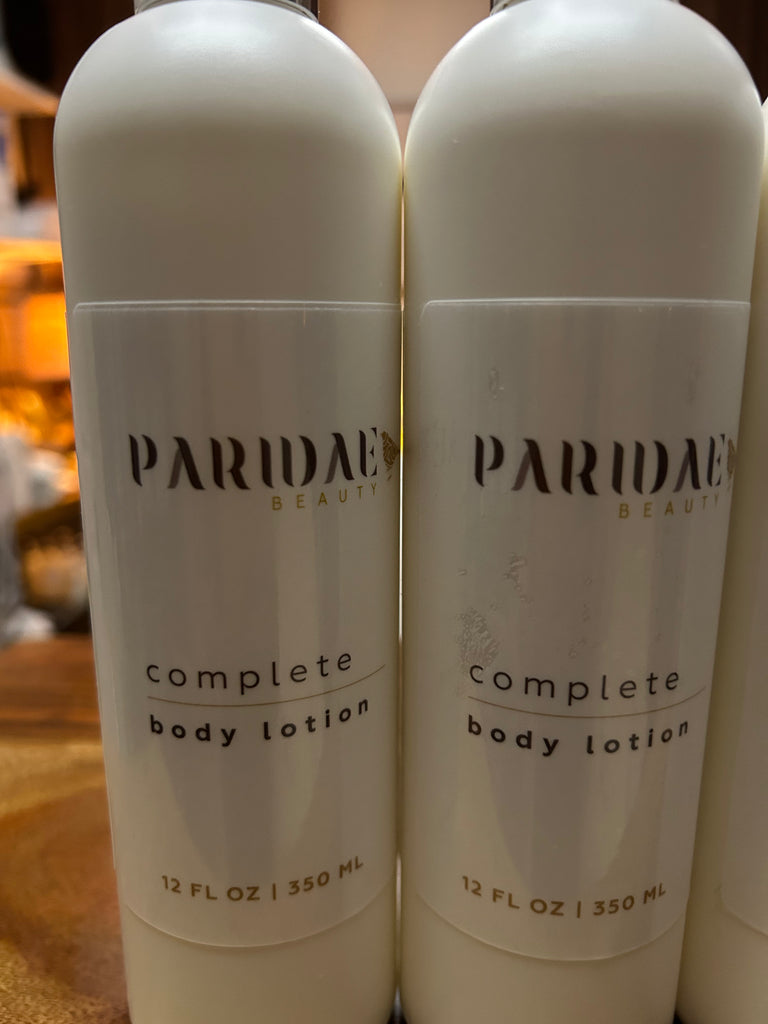 PARIDAE
BEAUTY
complete
body lotion
12 FL OZ | 350 ML
PARIDAE
BEAUTY
complete
body lotion
12 FL OZ | 350 ML